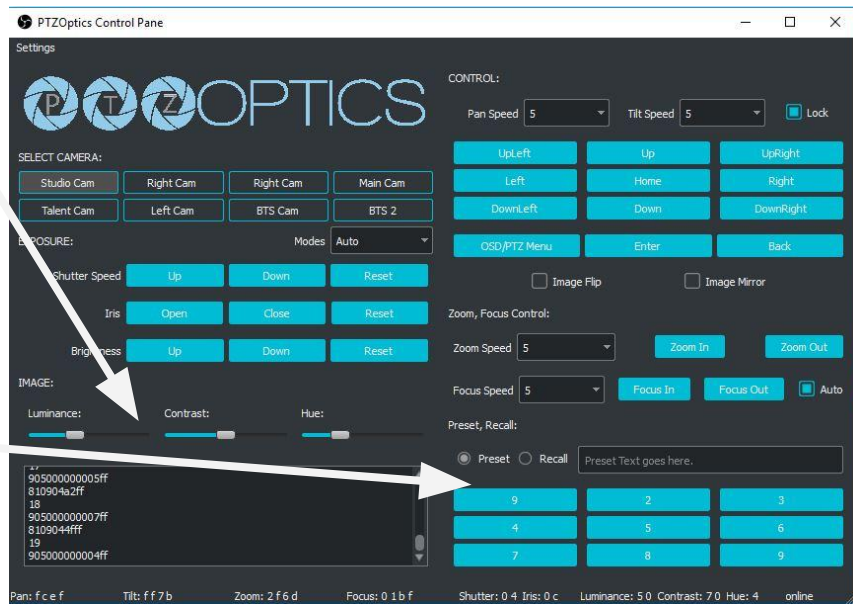 PTZOptics Control Pane
Settings
PTZOPTICS
SELECT CAMERA:
Studio Cam Right Cam Right Cam Main Cam
Talent Cam Left Cam BTS Cam BTS 2
EXPOSURE: Modes Auto
Shutter Speed Up Down Reset
Iris Open Close Reset
Brightness Up Down Reset
IMAGE:
Luminance: Contrast: Hue:
17
905000000005ff
810904a2ff
18
905000000007ff
8109044fff
19
905000000004ff
CONTROL:
Pan Speed 5 Tilt Speed 5 Lock
UpLeft Up UpRight
Left Home Right
DownLeft Down DownRight
OSD/PTZ Menu Enter Back
Image Flip Image Mirror
Zoom, Focus Control:
Zoom Speed 5 Zoom In Zoom Out
Focus Speed 5 Focus In Focus Out Auto
Preset, Recall:
Preset Recall Preset Text goes here.
9 2 3
4 5 6
7 8 9
Pan: f c e f Tilt: f f 7 b Zoom: 2 f 6 d Focus: 0 1 b f Shutter: 0 4 Iris: 0 c Luminance: 5 0 Contrast: 7 0 Hue: 4 online